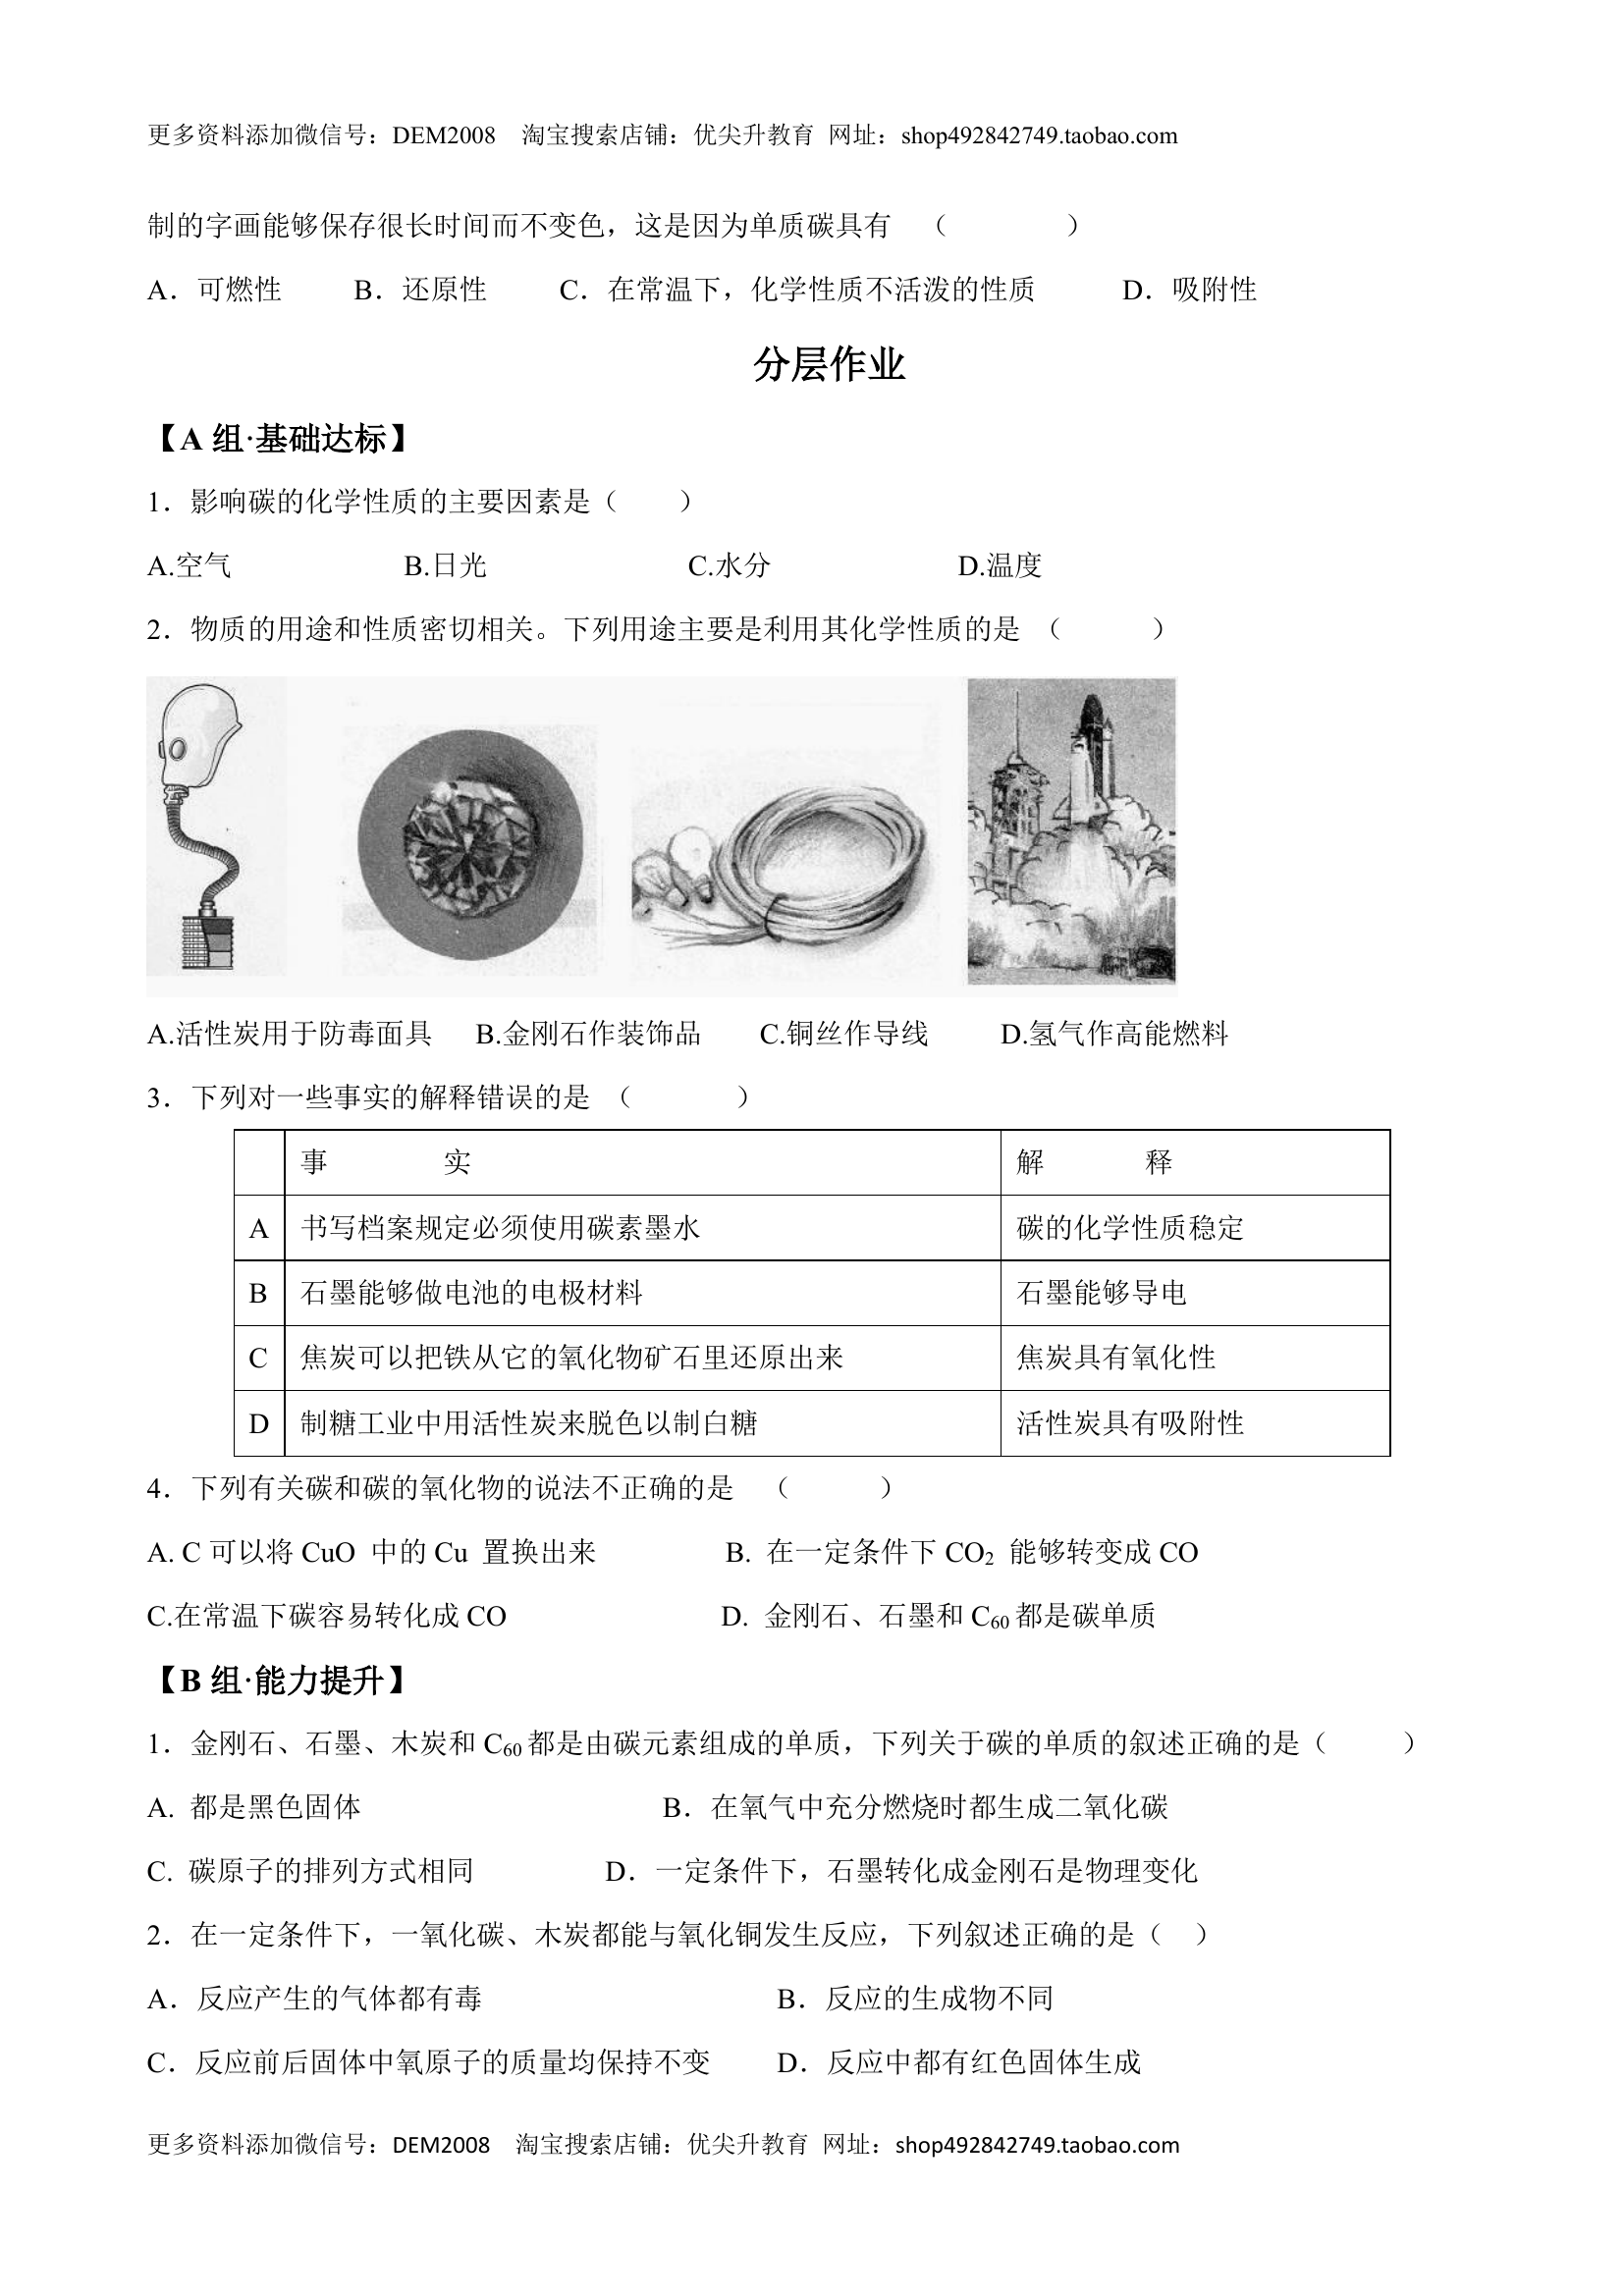 更多资料添加微信号：DEM2008 淘宝搜索店铺：优尖升教育 网址：shop492842749.taobao.com
制的字画能够保存很长时间而不变色，这是因为单质碳具有 （ ）
A．可燃性 B．还原性 C．在常温下，化学性质不活泼的性质 D．吸附性
分层作业
【A 组·基础达标】
1．影响碳的化学性质的主要因素是（ ）
A.空气 B.日光 C.水分 D.温度
2．物质的用途和性质密切相关。下列用途主要是利用其化学性质的是 （ ）
A.活性炭用于防毒面具 B.金刚石作装饰品 C.铜丝作导线 D.氢气作高能燃料
3．下列对一些事实的解释错误的是 （ ）
事 实 解 释
A 书写档案规定必须使用碳素墨水 碳的化学性质稳定
B 石墨能够做电池的电极材料 石墨能够导电
C 焦炭可以把铁从它的氧化物矿石里还原出来 焦炭具有氧化性
D 制糖工业中用活性炭来脱色以制白糖 活性炭具有吸附性
4．下列有关碳和碳的氧化物的说法不正确的是 （ ）
A. C 可以将 CuO 中的 Cu 置换出来 B. 在一定条件下 CO₂ 能够转变成 CO
C.在常温下碳容易转化成 CO D. 金刚石、石墨和 C₆₀ 都是碳单质
【B 组·能力提升】
1．金刚石、石墨、木炭和 C₆₀ 都是由碳元素组成的单质，下列关于碳的单质的叙述正确的是（ ）
A. 都是黑色固体 B．在氧气中充分燃烧时都生成二氧化碳
C. 碳原子的排列方式相同 D．一定条件下，石墨转化成金刚石是物理变化
2．在一定条件下，一氧化碳、木炭都能与氧化铜发生反应，下列叙述正确的是（ ）
A．反应产生的气体都有毒 B．反应的生成物不同
C．反应前后固体中氧原子的质量均保持不变 D．反应中都有红色固体生成
更多资料添加微信号：DEM2008 淘宝搜索店铺：优尖升教育 网址：shop492842749.taobao.com